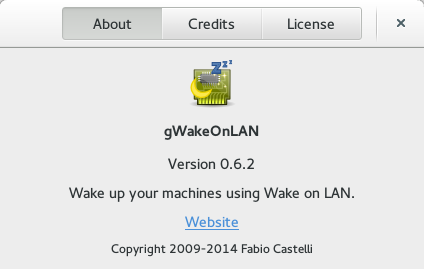 About Credits License
zzz
gWakeOnLAN
Version 0.6.2
Wake up your machines using Wake on LAN.
Website
Copyright 2009-2014 Fabio Castelli